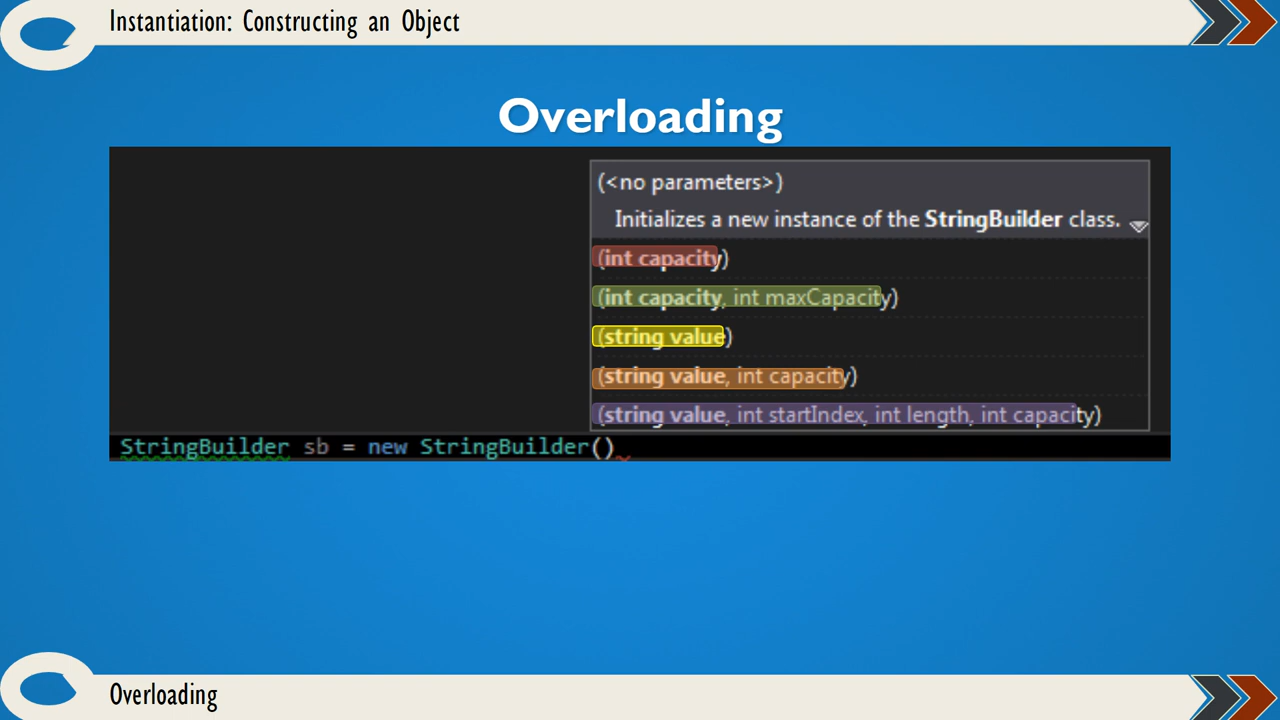 Instantiation: Constructing an Object
Overloading
(<no parameters>)
Initializes a new instance of the StringBuilder class.
(int capacity)
(int capacity, int maxCapacity)
(string value)
(string value, int capacity)
(string value, int startIndex, int length, int capacity)
StringBuilder sb = new StringBuilder()
Overloading